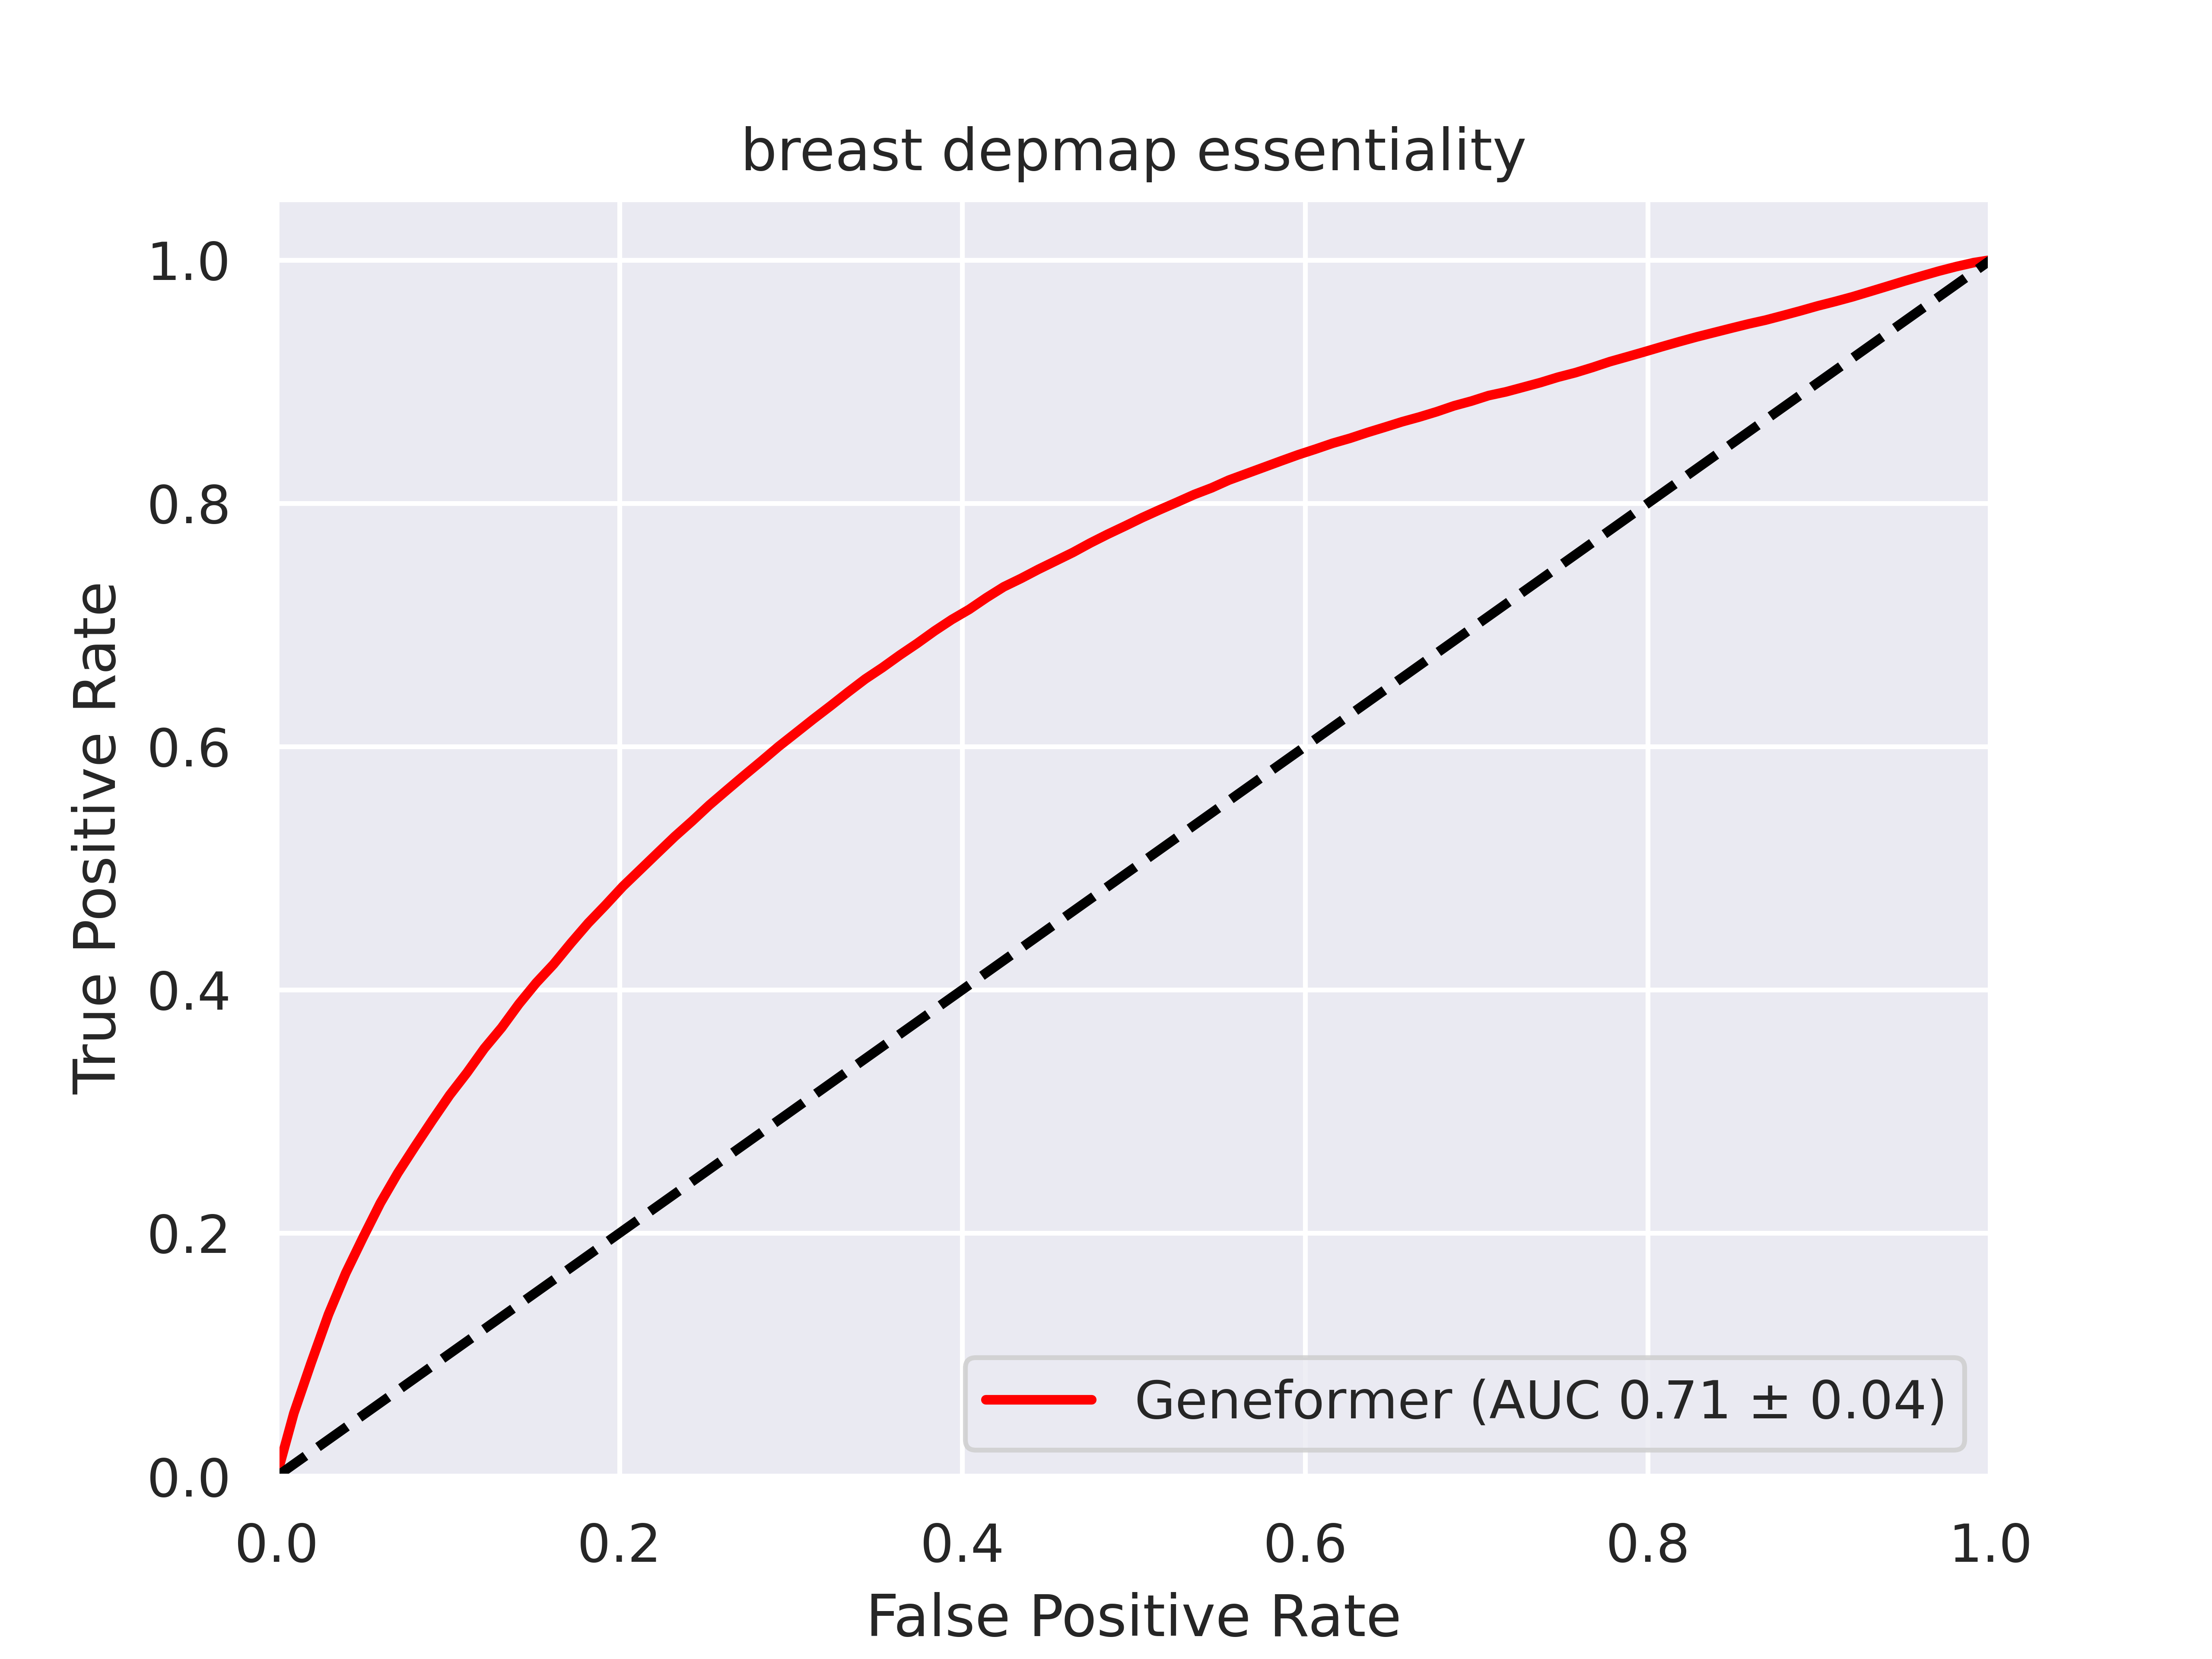 breast depmap essentiality
1.0
0.8
0.6
0.4
0.2
0.0
True Positive Rate
Geneformer (AUC 0.71 ± 0.04)
0.0 0.2 0.4 0.6 0.8 1.0
False Positive Rate